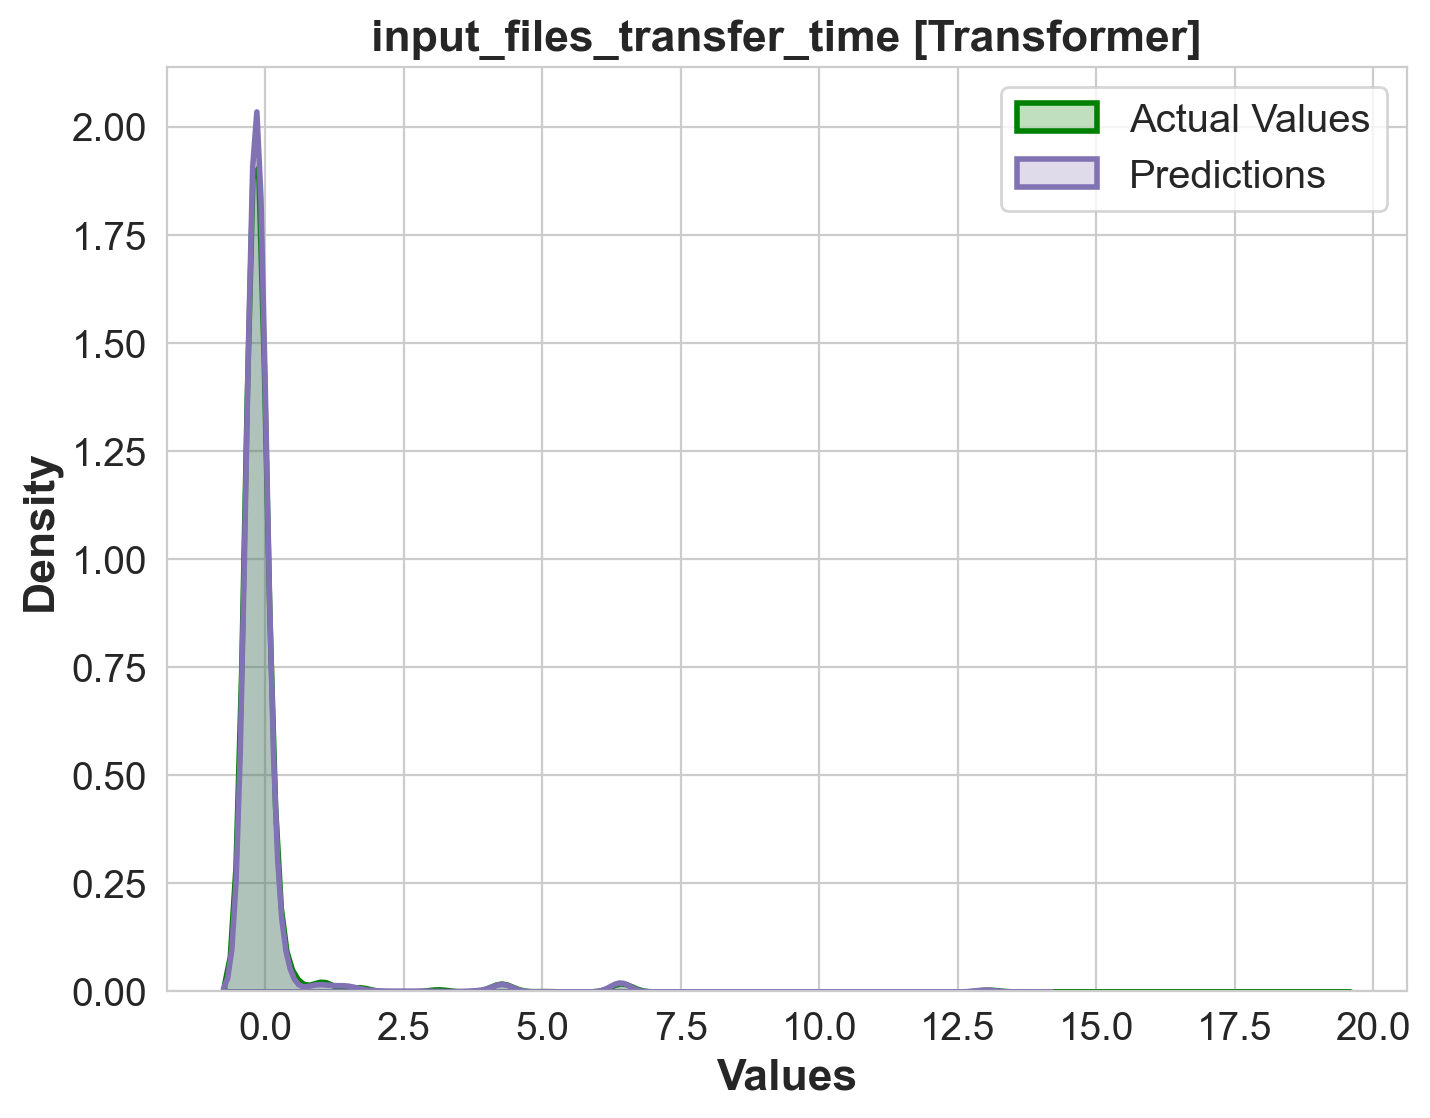 input_files_transfer_time [Transformer]
Actual Values
Predictions
Density
2.00
1.75
1.50
1.25
1.00
0.75
0.50
0.25
0.00
0.0 2.5 5.0 7.5 10.0 12.5 15.0 17.5 20.0
Values